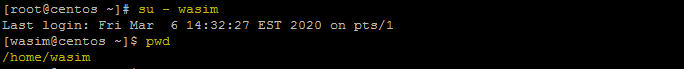 [root@centos ~]# su - wasim
Last login: Fri Mar  6 14:32:27 EST 2020 on pts/1
[wasim@centos ~]$ pwd
/home/wasim